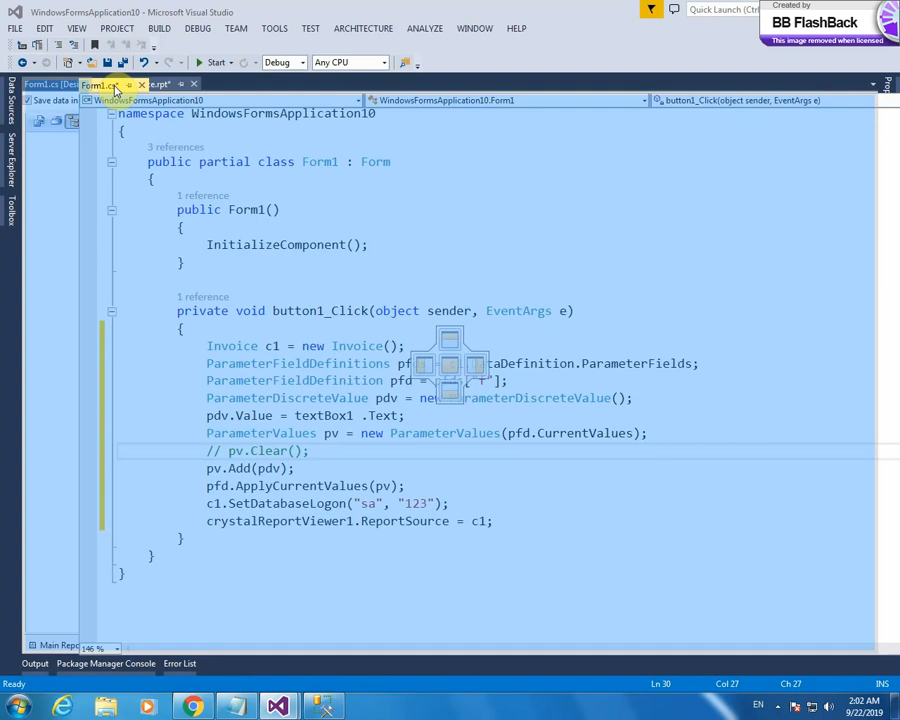 WindowsFormsApplication10 - Microsoft Visual Studio
Quick Launch
Created by
BB FlashBack
This image removed when licensed
FILE EDIT VIEW PROJECT BUILD DEBUG TEAM TOOLS TEST ARCHITECTURE ANALYZE WINDOW HELP
Start Debug Any CPU
Form1.cs [Des
Form1.cs*
e.rpt*
Save data in
WindowsFormsApplication10
WindowsFormsApplication10.Form1
button1_Click(object sender, EventArgs e)
Data Sources
Server Explorer
Toolbox
namespace WindowsFormsApplication10
{
3 references
public partial class Form1 : Form
{
1 reference
public Form1()
{
InitializeComponent();
}
1 reference
private void button1_Click(object sender, EventArgs e)
{
Invoice c1 = new Invoice();
ParameterFieldDefinitions taDefinition.ParameterFields;
ParameterFieldDefinition pfd =
ParameterDiscreteValue pdv = new ParameterDiscreteValue();
pdv.Value = textBox1 .Text;
ParameterValues pv = new ParameterValues(pfd.CurrentValues);
// pv.Clear();
pv.Add(pdv);
pfd.ApplyCurrentValues(pv);
c1.SetDatabaseLogon("sa", "123");
crystalReportViewer1.ReportSource = c1;
}
}
}
Main Repo
146 %
Output Package Manager Console Error List
Ready Ln 30 Col 27 Ch 27 INS
EN
2:02 AM
9/22/2019